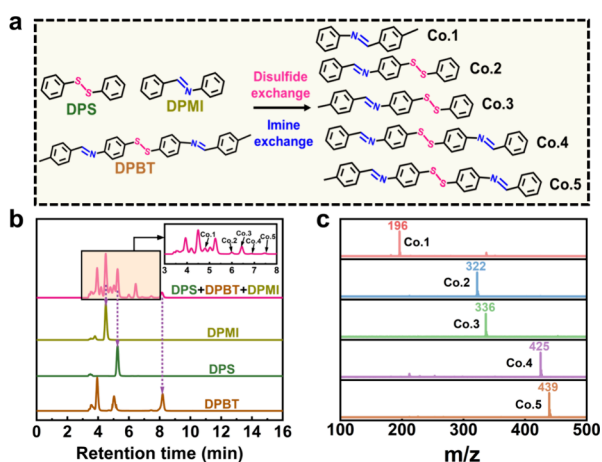 a
N
Co.1
N
S
S
Co.2
S
S
N
Disulfide
exchange
N
S
S
Co.3
DPS
DPMI
Imine
exchange
N
S
S
N
Co.4
N
S
S
N
DPBT
N
S
S
N
Co.5
b
c
Co.1
Co.2
Co.3
Co.4
Co.5
3 4 5 6 7 8
DPS+DPBT+DPMI
DPMI
DPS
DPBT
0 2 4 6 8 10 12 14 16
Retention time (min)
196
Co.1
322
Co.2
336
Co.3
425
Co.4
439
Co.5
100 200 300 400 500
m/z